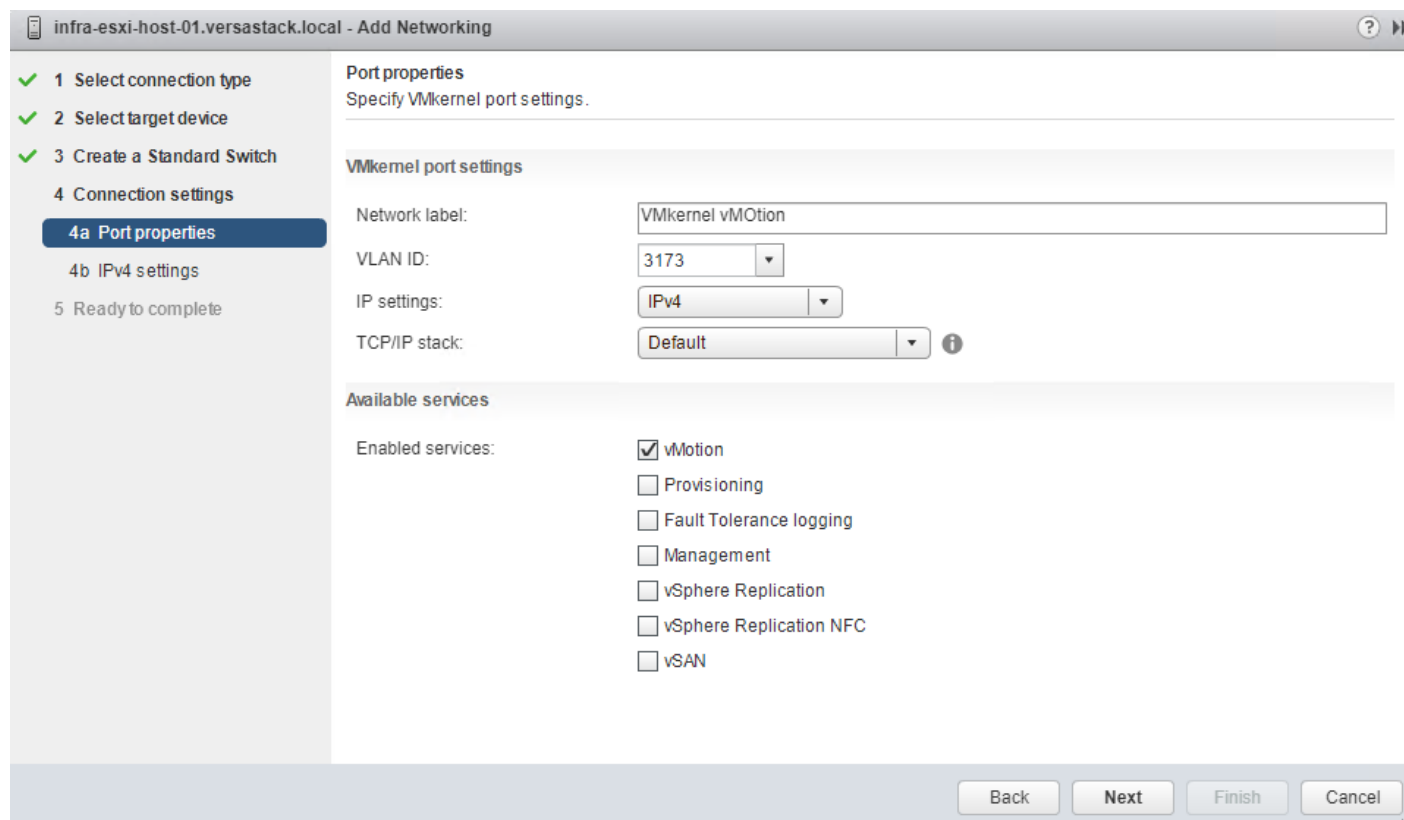 infra-esxi-host-01.versastack.local - Add Networking
?
1 Select connection type
2 Select target device
3 Create a Standard Switch
4 Connection settings
4a Port properties
4b IPv4 settings
5 Ready to complete
Port properties
Specify VMkernel port settings.
VMkernel port settings
Network label: VMkernel vMOtion
VLAN ID: 3173
IP settings: IPv4
TCP/IP stack: Default
Available services
Enabled services: vMotion
Provisioning
Fault Tolerance logging
Management
vSphere Replication
vSphere Replication NFC
vSAN
Back Next Finish Cancel